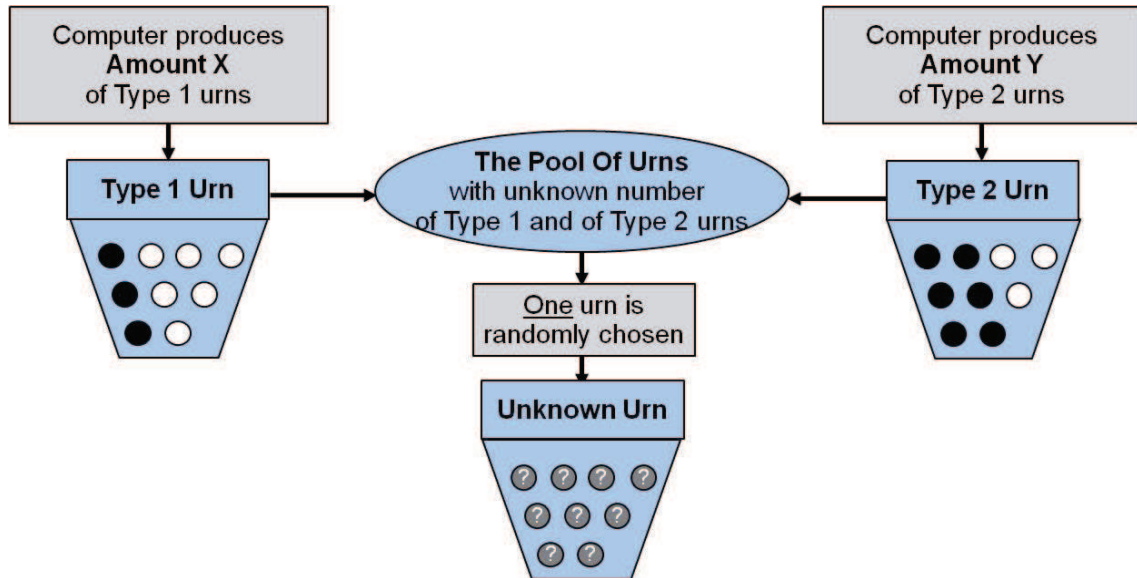 Computer produces
Amount X
of Type 1 urns
Computer produces
Amount Y
of Type 2 urns
Type 1 Urn
The Pool Of Urns
with unknown number
of Type 1 and of Type 2 urns
Type 2 Urn
One urn is
randomly chosen
Unknown Urn
? ? ? ?
? ? ?
? ?